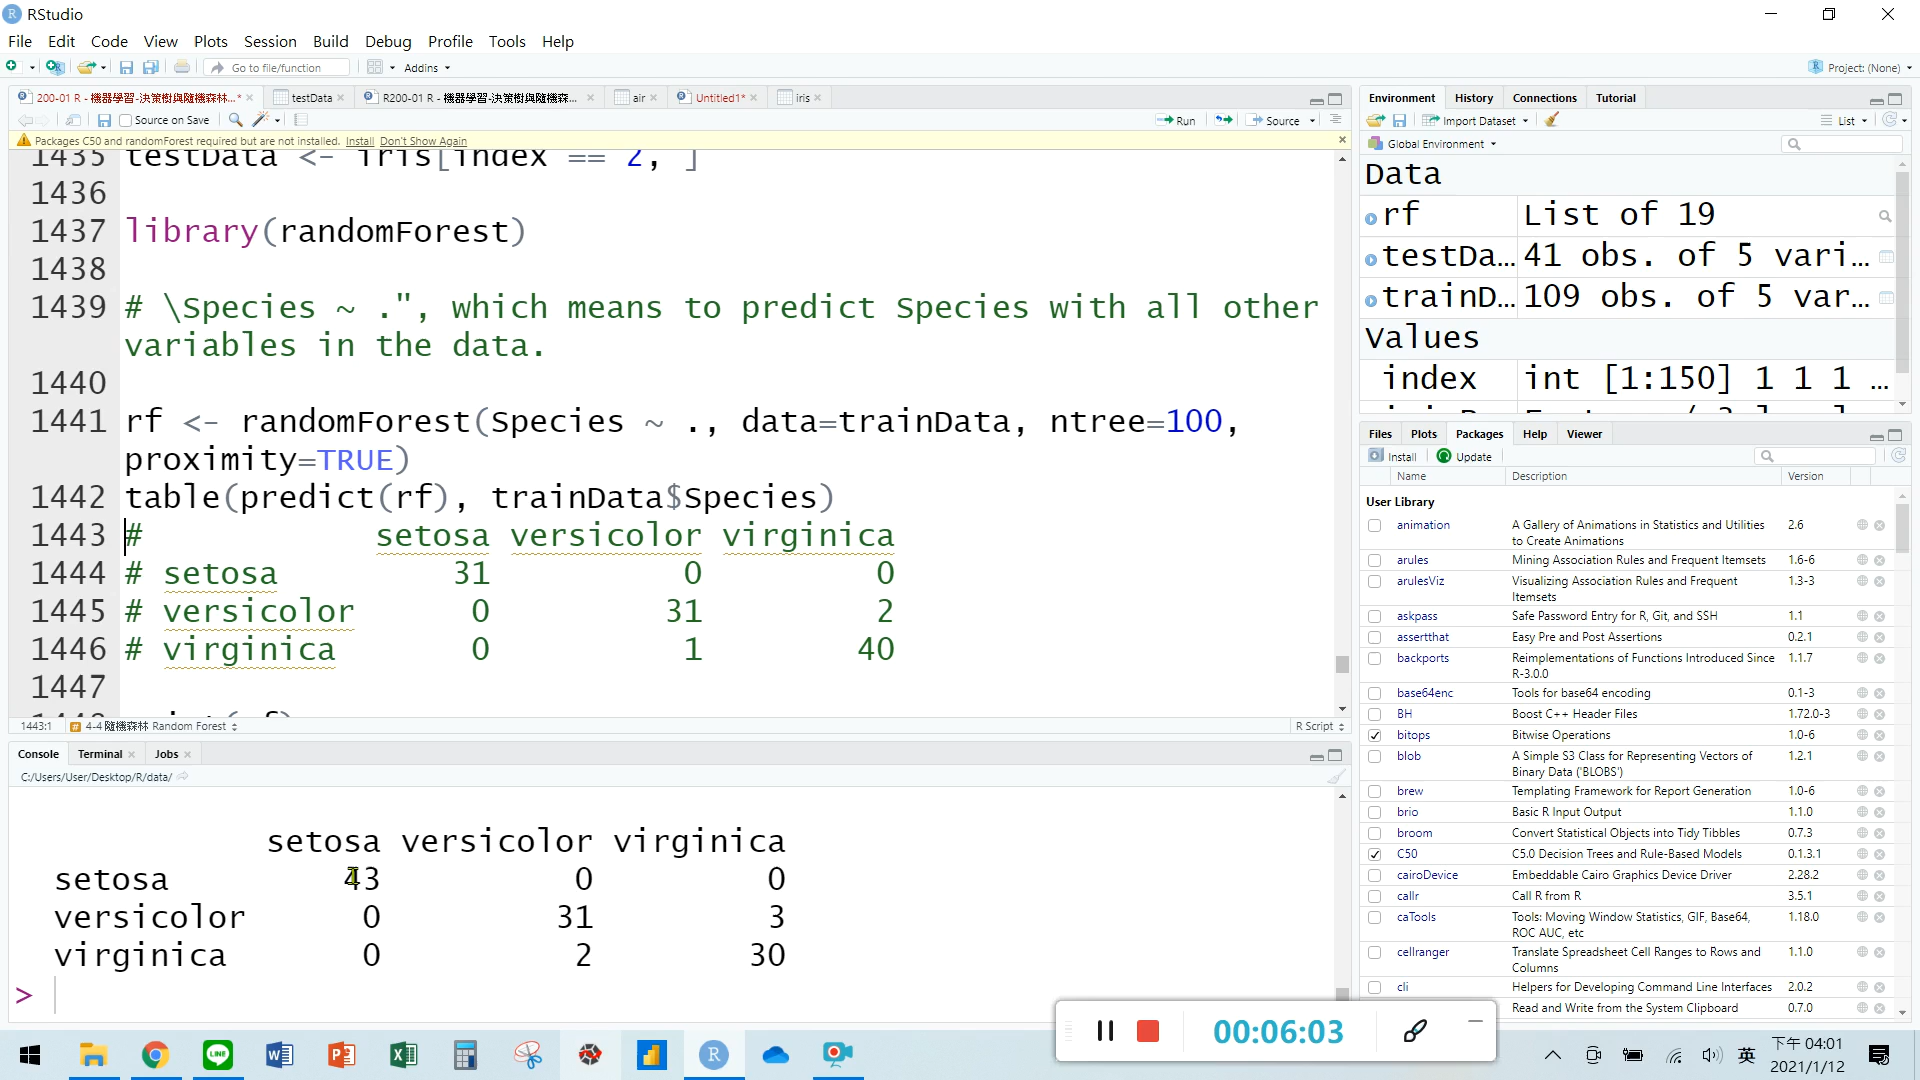 RStudio
File Edit Code View Plots Session Build Debug Profile Tools Help
Go to file/function Addins Project: (None)
200-01 R - 機器學習-決策樹與隨機森林...* testData R200-01 R - 機器學習-決策樹與隨機森... air Untitled1* iris
Source on Save Run Source
Packages C50 and randomForest required but are not installed. Install Don't Show Again
1435 testData <- iris[index == 2, ]
1436
1437 library(randomForest)
1438
1439 # \Species ~ .", which means to predict Species with all other
variables in the data.
1440
1441 rf <- randomForest(Species ~ ., data=trainData, ntree=100,
proximity=TRUE)
1442 table(predict(rf), trainData$Species)
1443 # setosa versicolor virginica
1444 # setosa 31 0 0
1445 # versicolor 0 31 2
1446 # virginica 0 1 40
1447
1443:1 4-4 隨機森林 Random Forest R Script
Console Terminal Jobs
C:/Users/User/Desktop/R/data/
setosa versicolor virginica
setosa 43 0 0
versicolor 0 31 3
virginica 0 2 30
>
Environment History Connections Tutorial
Import Dataset List
Global Environment
Data
rf List of 19
testDa... 41 obs. of 5 vari...
trainD... 109 obs. of 5 var...
Values
index int [1:150] 1 1 1 ...
Files Plots Packages Help Viewer
Install Update
Name Description Version
User Library
animation A Gallery of Animations in Statistics and Utilities 2.6
to Create Animations
arules Mining Association Rules and Frequent Itemsets 1.6-6
arulesViz Visualizing Association Rules and Frequent 1.3-3
Itemsets
askpass Safe Password Entry for R, Git, and SSH 1.1
assertthat Easy Pre and Post Assertions 0.2.1
backports Reimplementations of Functions Introduced Since 1.1.7
R-3.0.0
base64enc Tools for base64 encoding 0.1-3
BH Boost C++ Header Files 1.72.0-3
bitops Bitwise Operations 1.0-6
blob A Simple S3 Class for Representing Vectors of 1.2.1
Binary Data ('BLOBS')
brew Templating Framework for Report Generation 1.0-6
brio Basic R Input Output 1.1.0
broom Convert Statistical Objects into Tidy Tibbles 0.7.3
C50 C5.0 Decision Trees and Rule-Based Models 0.1.3.1
cairoDevice Embeddable Cairo Graphics Device Driver 2.28.2
callr Call R from R 3.5.1
caTools Tools: Moving Window Statistics, GIF, Base64, 1.18.0
ROC AUC, etc
cellranger Translate Spreadsheet Cell Ranges to Rows and 1.1.0
Columns
cli Helpers for Developing Command Line Interfaces 2.0.2
Read and Write from the System Clipboard 0.7.0
00:06:03
英 下午 04:01
2021/1/12